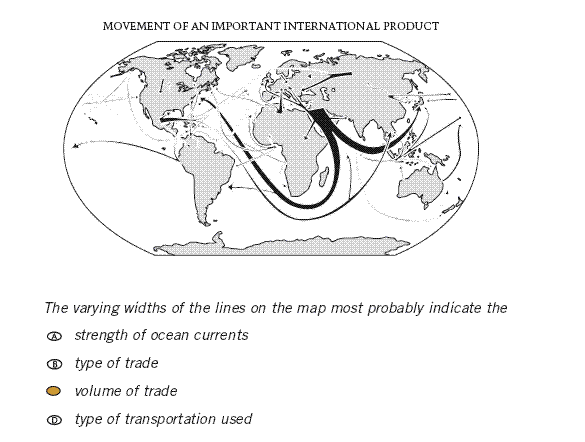 MOVEMENT OF AN IMPORTANT INTERNATIONAL PRODUCT
The varying widths of the lines on the map most probably indicate the
A strength of ocean currents
B type of trade
volume of trade
D type of transportation used